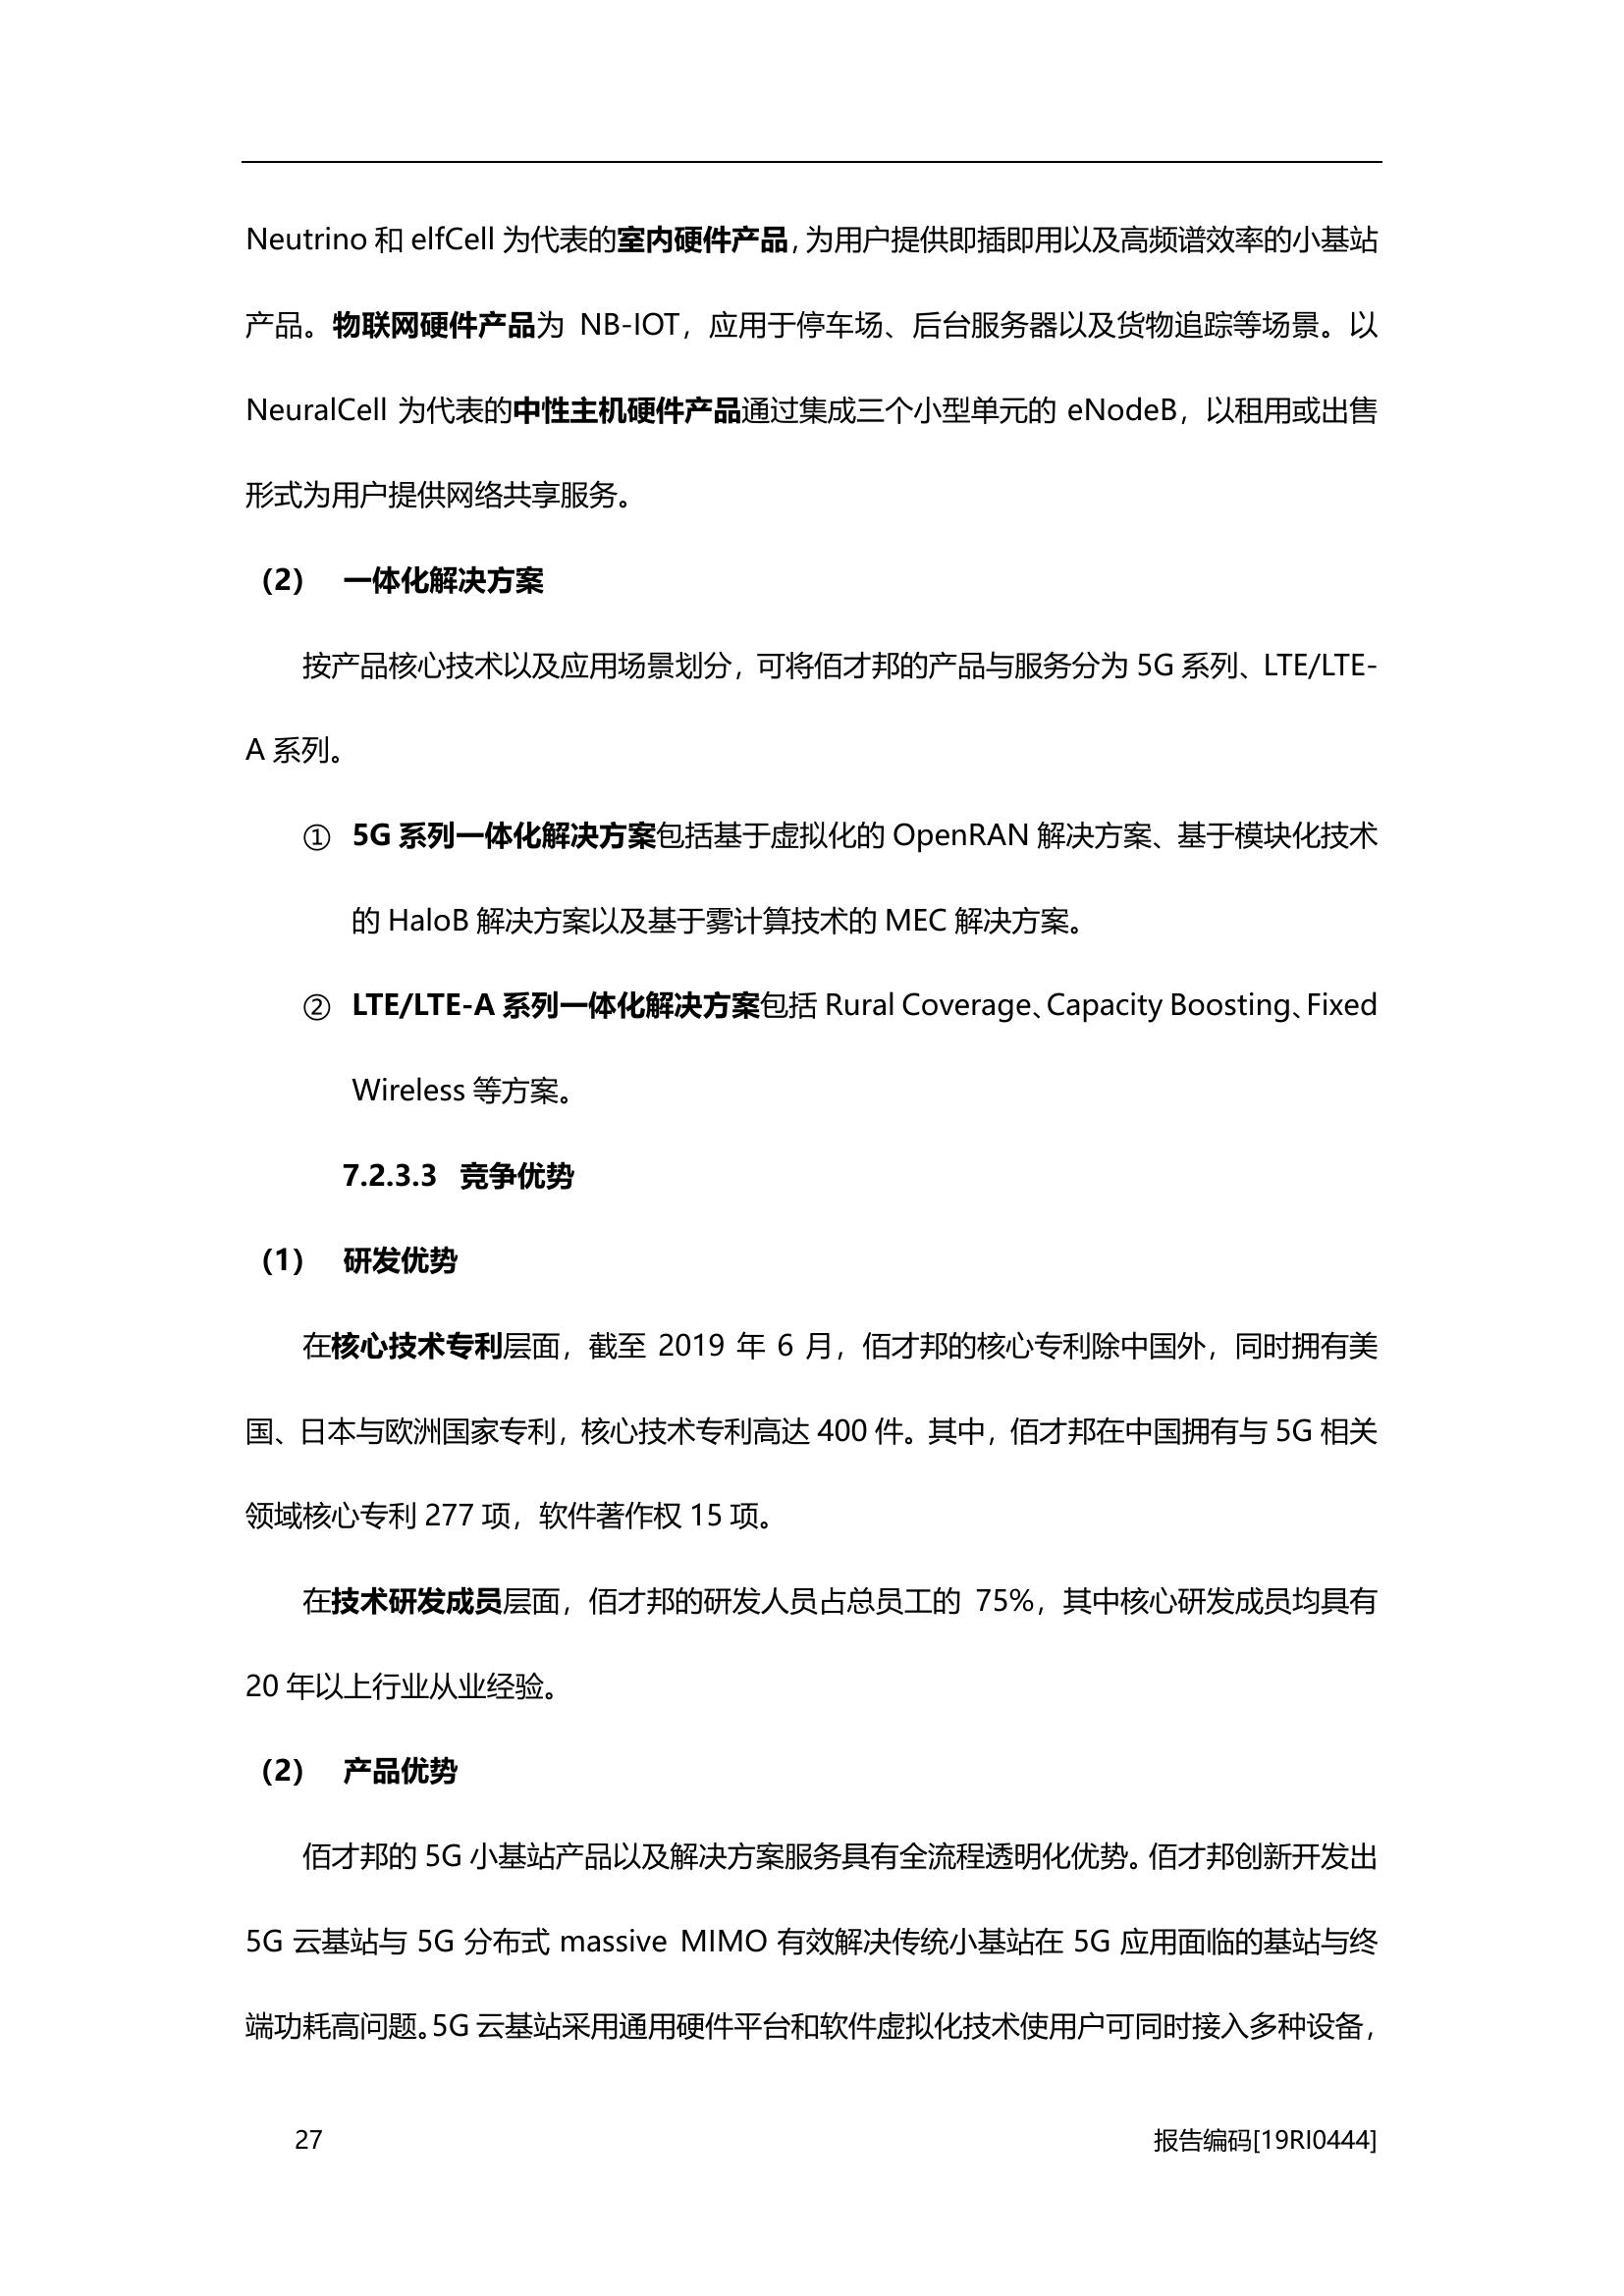 Neutrino 和 elfCell 为代表的室内硬件产品，为用户提供即插即用以及高频谱效率的小基站
产品。物联网硬件产品为 NB-IOT，应用于停车场、后台服务器以及货物追踪等场景。以
NeuralCell 为代表的中性主机硬件产品通过集成三个小型单元的 eNodeB，以租用或出售
形式为用户提供网络共享服务。
（2） 一体化解决方案
按产品核心技术以及应用场景划分，可将佰才邦的产品与服务分为 5G 系列、LTE/LTE-
A 系列。
① 5G 系列一体化解决方案包括基于虚拟化的 OpenRAN 解决方案、基于模块化技术
的 HaloB 解决方案以及基于雾计算技术的 MEC 解决方案。
② LTE/LTE-A 系列一体化解决方案包括 Rural Coverage、Capacity Boosting、Fixed
Wireless 等方案。
7.2.3.3 竞争优势
（1） 研发优势
在核心技术专利层面，截至 2019 年 6 月，佰才邦的核心专利除中国外，同时拥有美
国、日本与欧洲国家专利，核心技术专利高达 400 件。其中，佰才邦在中国拥有与 5G 相关
领域核心专利 277 项，软件著作权 15 项。
在技术研发成员层面，佰才邦的研发人员占总员工的 75%，其中核心研发成员均具有
20 年以上行业从业经验。
（2） 产品优势
佰才邦的 5G 小基站产品以及解决方案服务具有全流程透明化优势。佰才邦创新开发出
5G 云基站与 5G 分布式 massive MIMO 有效解决传统小基站在 5G 应用面临的基站与终
端功耗高问题。5G 云基站采用通用硬件平台和软件虚拟化技术使用户可同时接入多种设备，
27 报告编码[19RI0444]